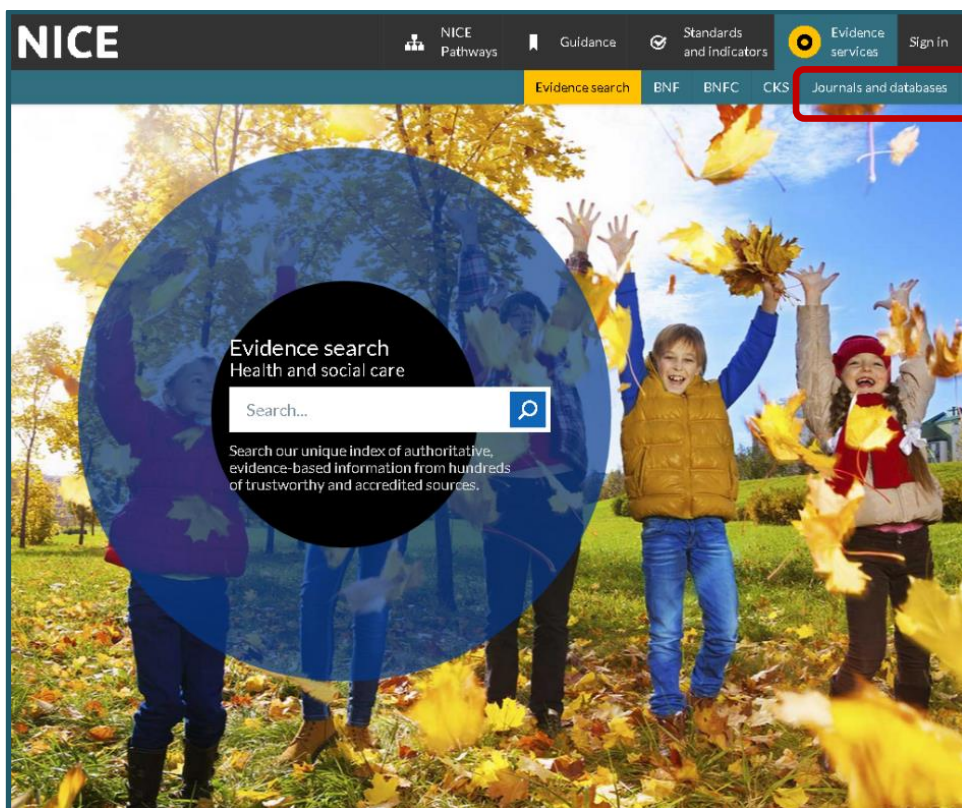 NICE
NICE
Pathways
Guidance
Standards
and indicators
Evidence
services
Sign in
Evidence search
BNF
BNFC
CKS
Journals and databases
Evidence search
Health and social care
Search...
Search our unique index of authoritative,
evidence-based information from hundreds
of trustworthy and accredited sources.